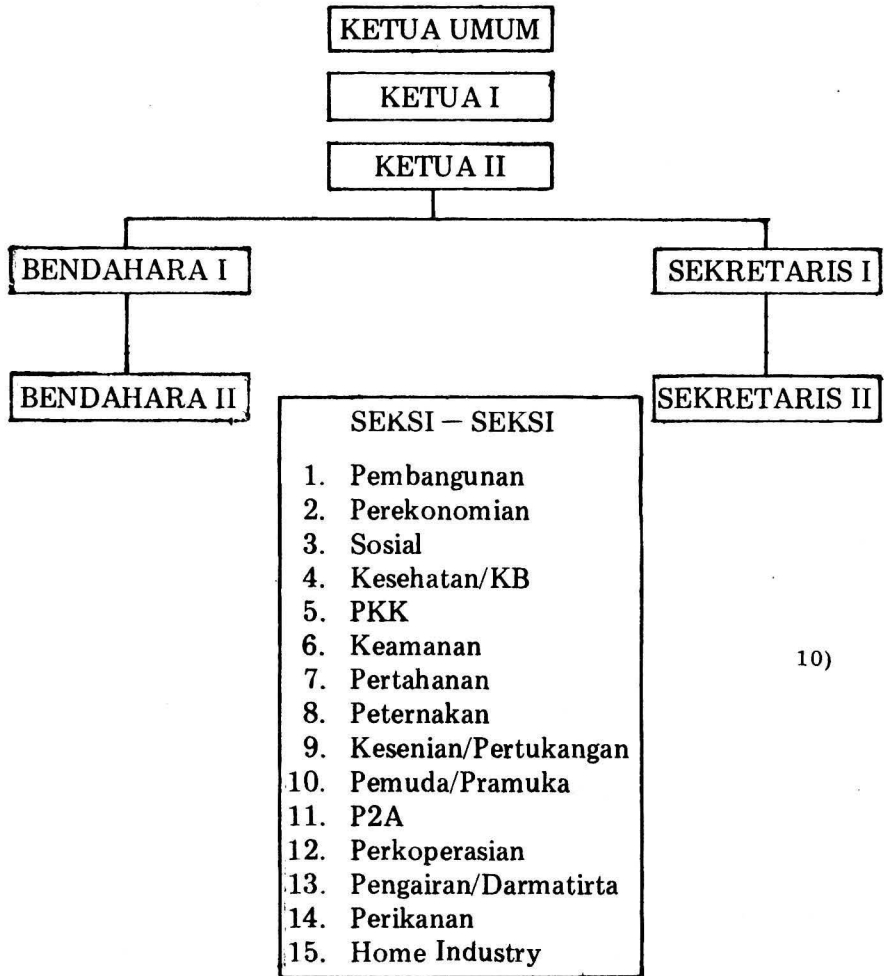 KETUA UMUM
KETUA I
KETUA II
BENDAHARA I
SEKRETARIS I
BENDAHARA II
SEKRETARIS II
SEKSI – SEKSI
1. Pembangunan
2. Perekonomian
3. Sosial
4. Kesehatan/KB
5. PKK
6. Keamanan
7. Pertahanan
8. Peternakan
9. Kesenian/Pertukangan
10. Pemuda/Pramuka
11. P2A
12. Perkoperasian
13. Pengairan/Darmatirta
14. Perikanan
15. Home Industry
10)